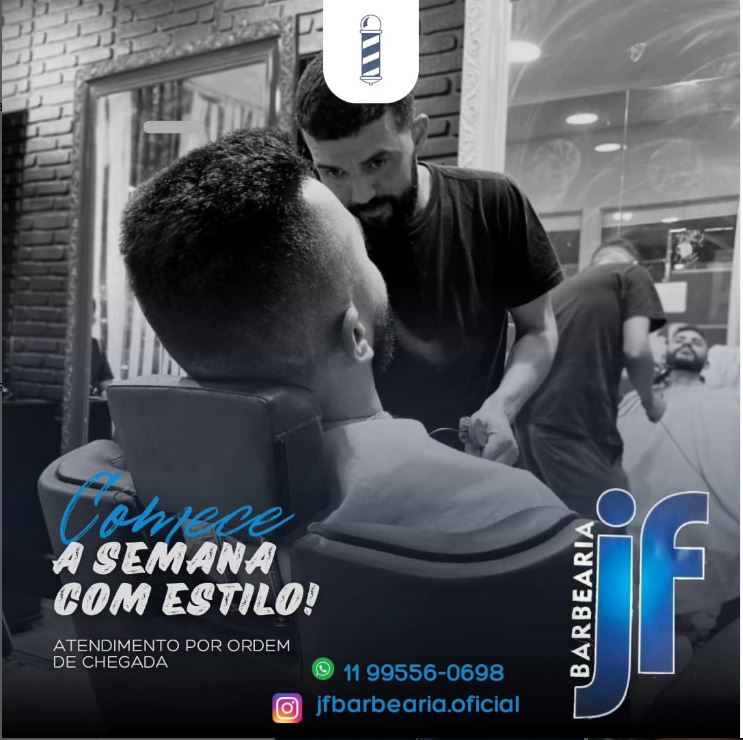 Comece
A SEMANA
COM ESTILO!
ATENDIMENTO POR ORDEM
DE CHEGADA
11 99556-0698
jfbarbearia.oficial
BARBEARIA
jf